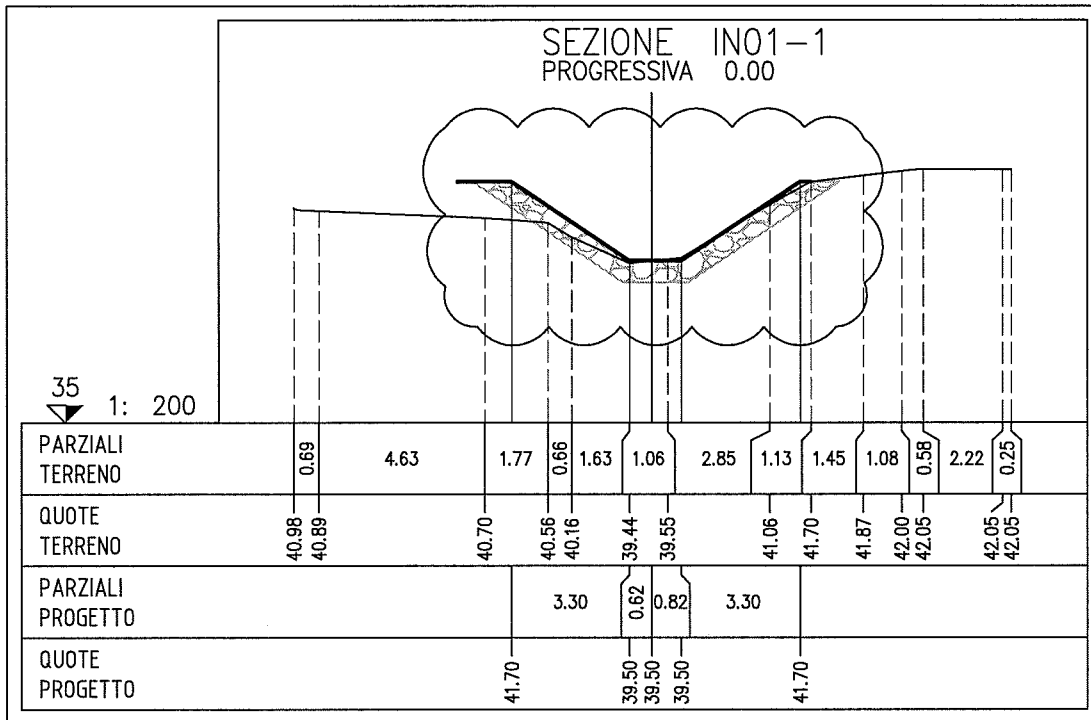 SEZIONE IN01-1
PROGRESSIVA 0.00
35
1: 200
PARZIALI
TERRENO
0.69 4.63 1.77 0.66 1.63 1.06 2.85 1.13 1.45 1.08 0.58 2.22 0.25
QUOTE
TERRENO
40.98 40.89 40.70 40.56 40.16 39.44 39.55 41.06 41.70 41.87 42.00 42.05 42.05 42.05
PARZIALI
PROGETTO
3.30 0.62 0.82 3.30
QUOTE
PROGETTO
41.70 39.50 39.50 39.50 41.70